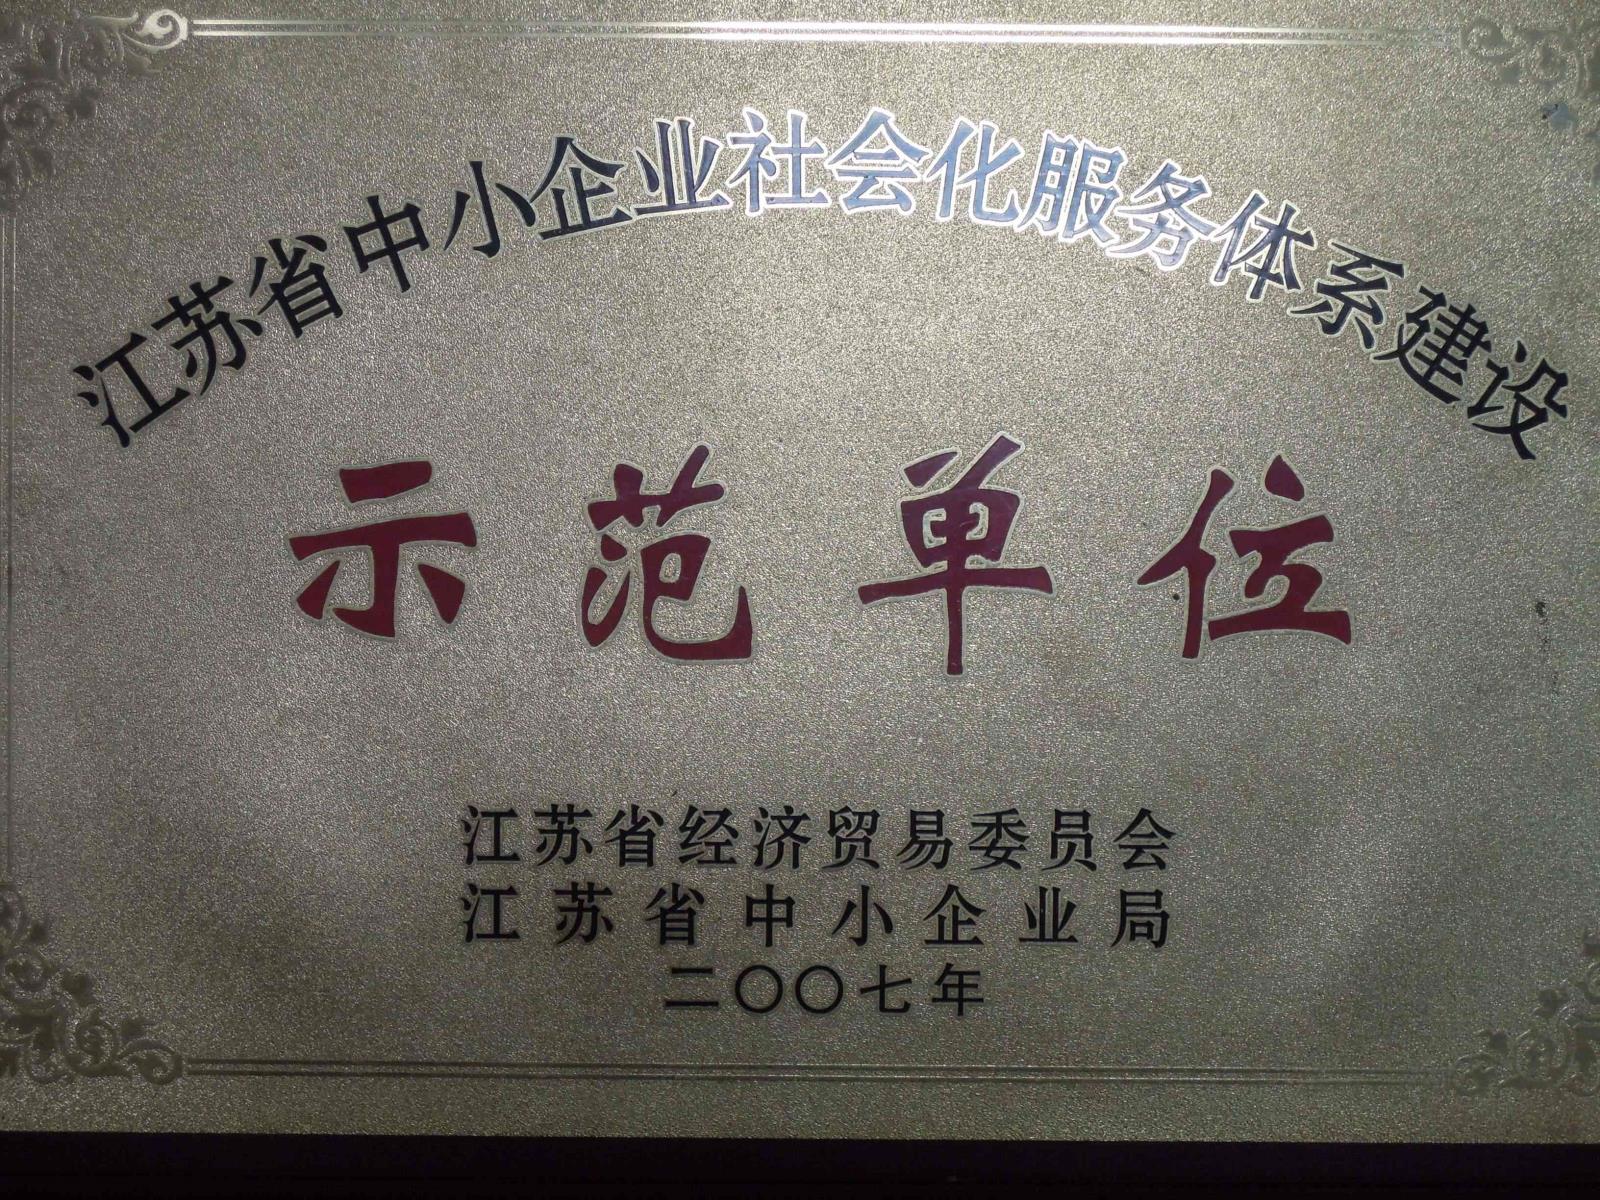 江苏省中小企业社会化服务体系建设
示范单位
江苏省经济贸易委员会
江苏省中小企业局
二〇〇七年